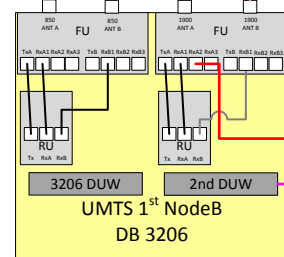 850 850 1900 1900
ANT A FU ANT B ANT A FU ANT B
TxA RxA1 RxA2 RxA3 TxB RxB1 RxB2 RxB3 TxA RxA1 RxA2 RxA3 TxB RxB1 RxB2 RxB3
RU RU
Tx RxA RxB Tx RxA RxB
3206 DUW 2nd DUW
UMTS 1st NodeB
DB 3206